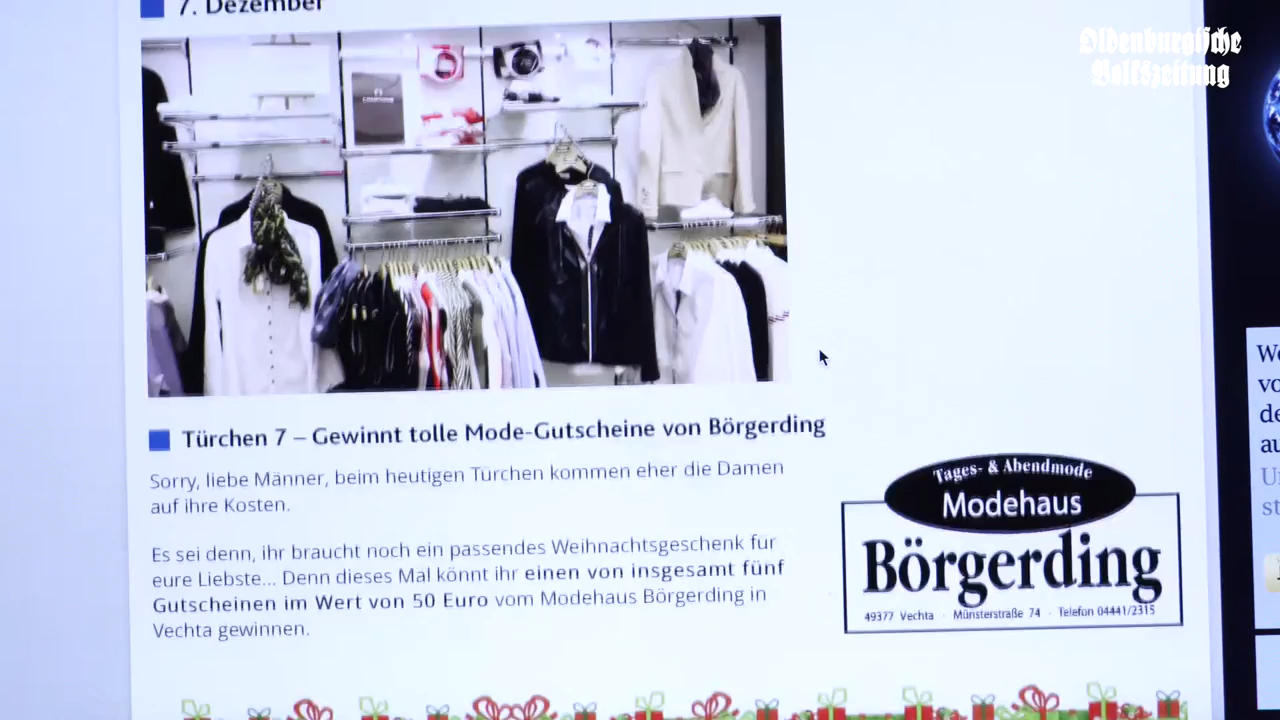 7. Dezember
Oldenburgische
Volkszeitung
Türchen 7 – Gewinnt tolle Mode-Gutscheine von Börgerding
Sorry, liebe Männer, beim heutigen Türchen kommen eher die Damen
auf ihre Kosten.
Es sei denn, ihr braucht noch ein passendes Weihnachtsgeschenk für
eure Liebste... Denn dieses Mal könnt ihr einen von insgesamt fünf
Gutscheinen im Wert von 50 Euro vom Modehaus Börgerding in
Vechta gewinnen.
Tages- & Abendmode
Modehaus
Börgerding
49377 Vechta · Münsterstraße 74 · Telefon 04441/2315